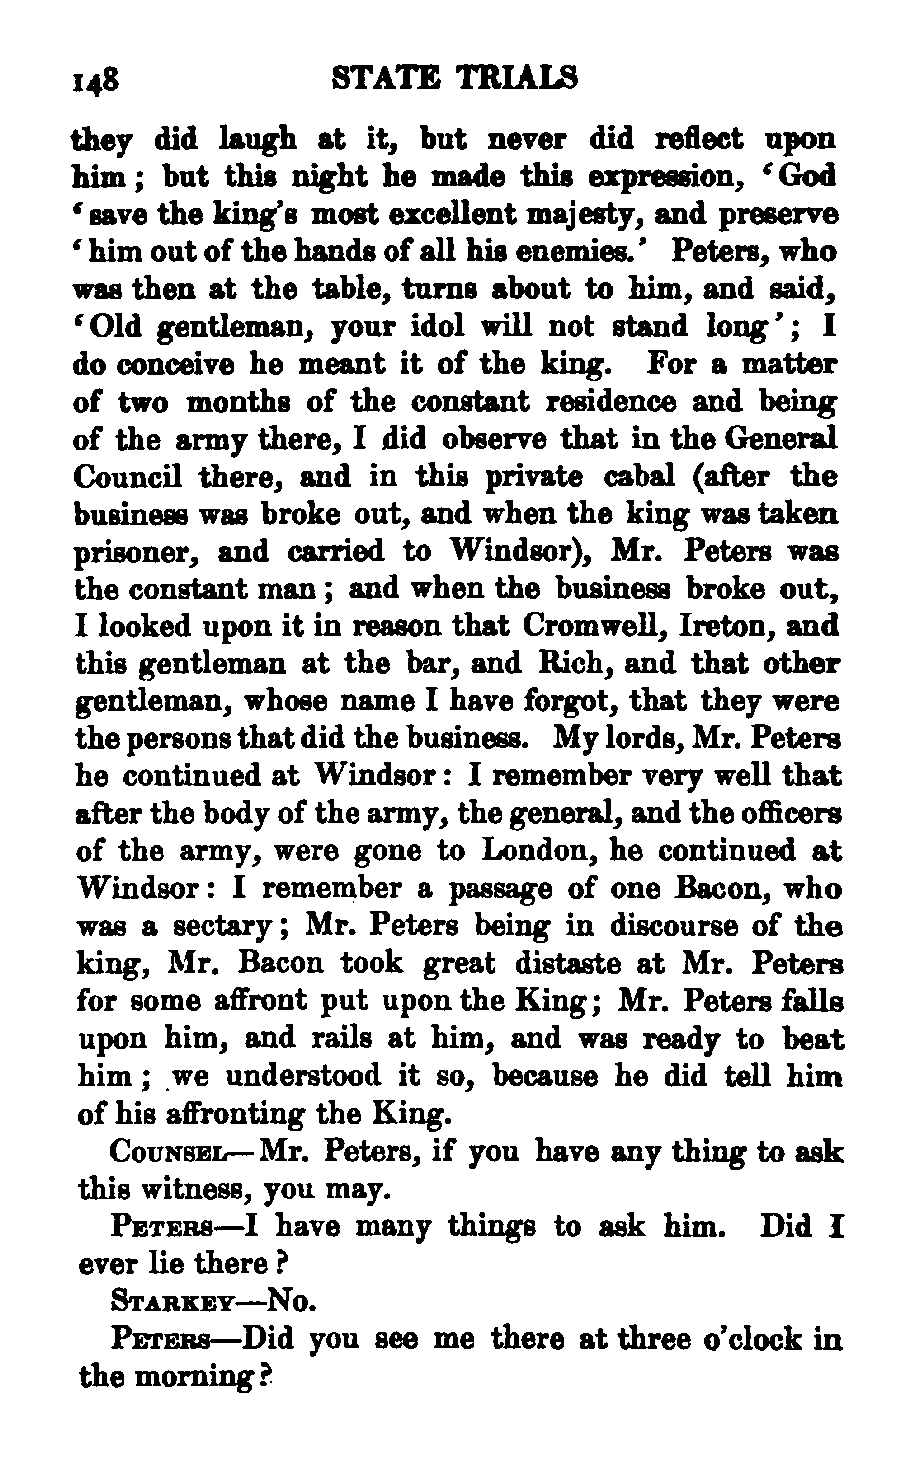 148 STATE TRIALS
they did laugh at it, but never did reflect upon
him; but this night he made this expression, ‘God
‘save the king’s most excellent majesty, and preserve
‘him out of the hands of all his enemies.’ Peters, who
was then at the table, turns about to him, and said,
‘Old gentleman, your idol will not stand long’; I
do conceive he meant it of the king. For a matter
of two months of the constant residence and being
of the army there, I did observe that in the General
Council there, and in this private cabal (after the
business was broke out, and when the king was taken
prisoner, and carried to Windsor), Mr. Peters was
the constant man; and when the business broke out,
I looked upon it in reason that Cromwell, Ireton, and
this gentleman at the bar, and Rich, and that other
gentleman, whose name I have forgot, that they were
the persons that did the business. My lords, Mr. Peters
he continued at Windsor: I remember very well that
after the body of the army, the general, and the officers
of the army, were gone to London, he continued at
Windsor: I remember a passage of one Bacon, who
was a sectary; Mr. Peters being in discourse of the
king, Mr. Bacon took great distaste at Mr. Peters
for some affront put upon the King; Mr. Peters falls
upon him, and rails at him, and was ready to beat
him; we understood it so, because he did tell him
of his affronting the King.
COUNSEL—Mr. Peters, if you have any thing to ask
this witness, you may.
PETERS—I have many things to ask him. Did I
ever lie there?
STARKEY—No.
PETERS—Did you see me there at three o’clock in
the morning?